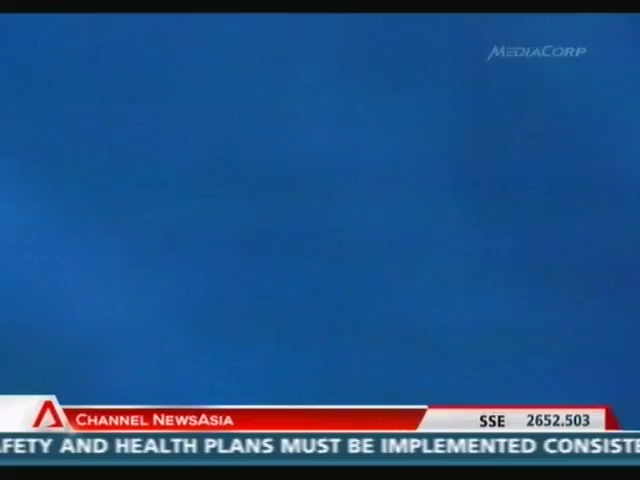 MEDIACORP
CHANNEL NEWSASIA
SSE 2652.503
AFETY AND HEALTH PLANS MUST BE IMPLEMENTED CONSISTE